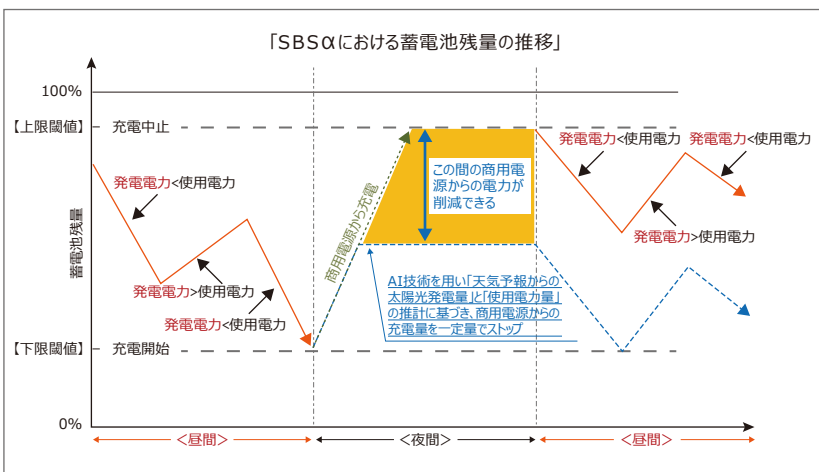 「SBSαにおける蓄電池残量の推移」
100%
【上限閾値】
充電中止
発電電力<使用電力
発電電力<使用電力
この間の商用電
源からの電力が
削減できる
発電電力<使用電力
商用電源から充電
蓄電池残量
発電電力>使用電力
発電電力>使用電力
AI技術を用い「天気予報からの
太陽光発電量」と「使用電力量」
の推計に基づき、商用電源からの
充電量を一定量でストップ
発電電力<使用電力
【下限閾値】
充電開始
0%
<昼間>
<夜間>
<昼間>